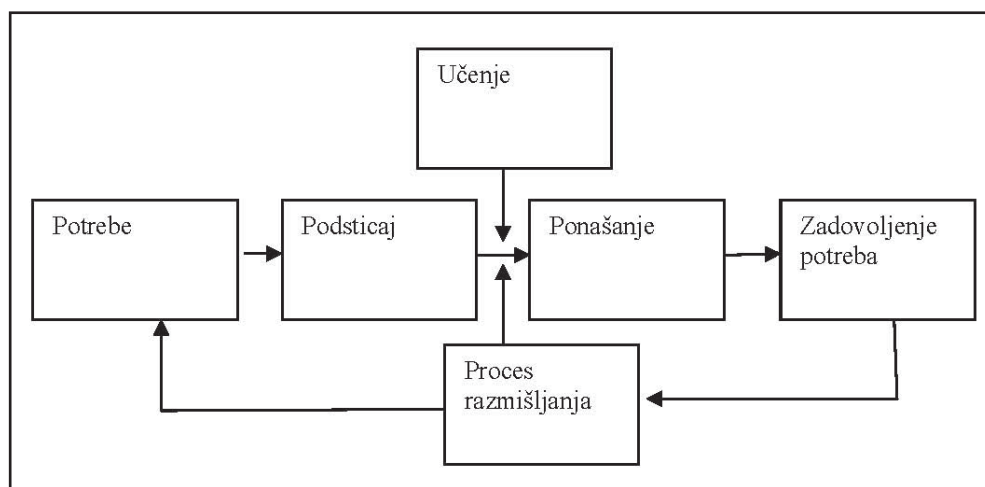 Učenje
Potrebe
Podsticaj
Ponašanje
Zadovoljenje
potreba
Proces
razmišljanja